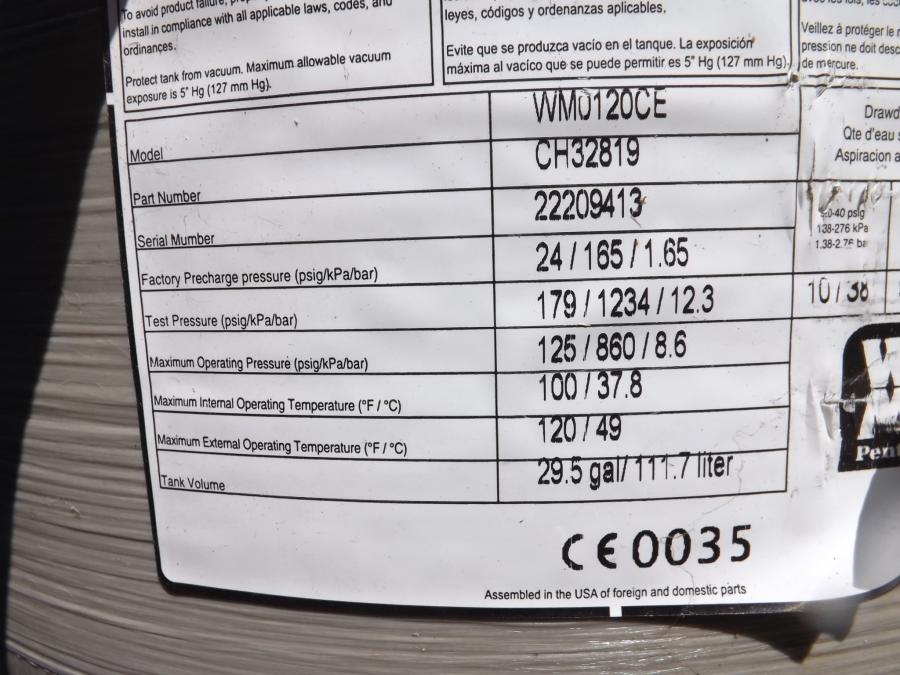 To avoid product failure,
install in compliance with all applicable laws, codes, and
ordinances.
Protect tank from vacuum. Maximum allowable vacuum
exposure is 5" Hg (127 mm Hg).
leyes, códigos y ordenanzas aplicables.
Evite que se produzca vacío en el tanque. La exposición
máxima al vacíco que se puede permitir es 5" Hg (127 mm Hg).
Veillez à protéger le
pression ne doit
de mercure.
Model WM0120CE
Part Number CH32819
Serial Mumber 22209413
Factory Precharge pressure (psig/kPa/bar) 24 / 165 / 1.65
Test Pressure (psig/kPa/bar) 179 / 1234 / 12.3
Maximum Operating Pressure (psig/kPa/bar) 125 / 860 / 8.6
Maximum Internal Operating Temperature (°F / °C) 100 / 37.8
Maximum External Operating Temperature (°F / °C) 120 / 49
Tank Volume 29.5 gal/ 111.7 liter
Qte d'eau
Aspiracion
138-276 kPa
10 / 38
CE 0035
Assembled in the USA of foreign and domestic parts